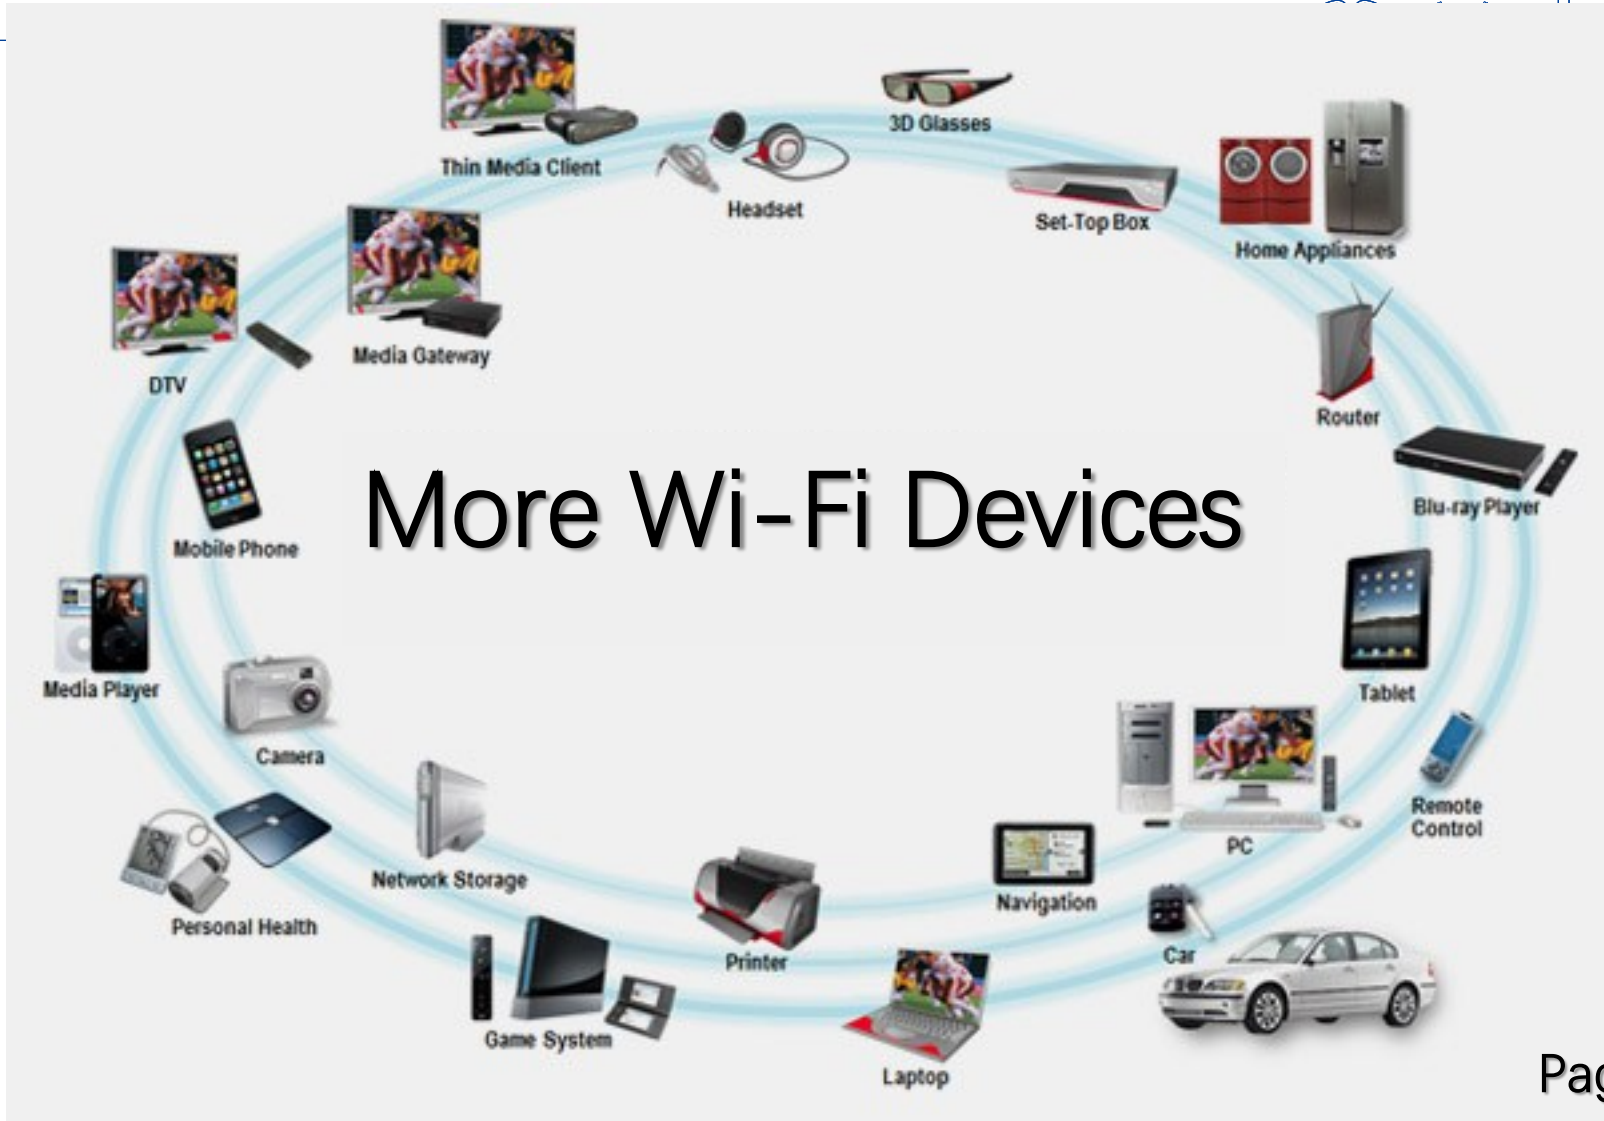 3D Glasses
Thin Media Client
Headset
Set-Top Box
Home Appliances
Media Gateway
DTV
Router
More Wi-Fi Devices
Blu-ray Player
Mobile Phone
Media Player
Tablet
Camera
Remote
Control
PC
Network Storage
Navigation
Personal Health
Car
Printer
Game System
Laptop
Pag